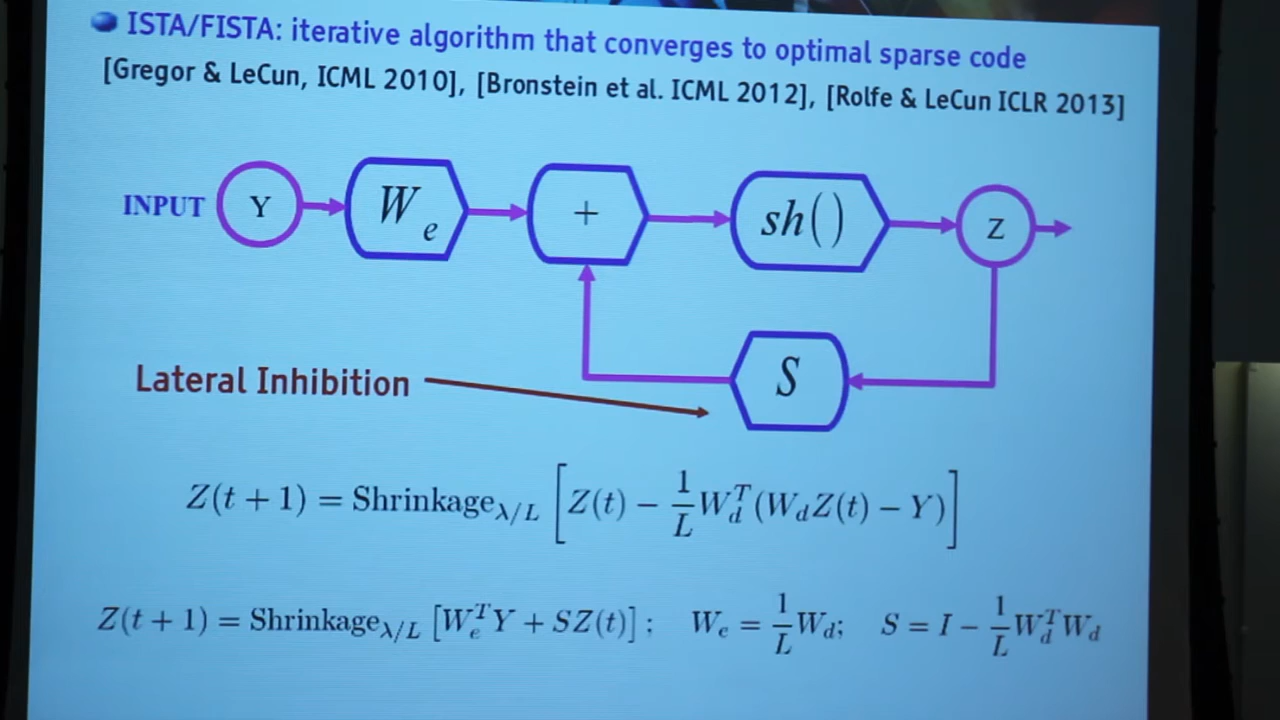 ISTA/FISTA: iterative algorithm that converges to optimal sparse code
[Gregor & LeCun, ICML 2010], [Bronstein et al. ICML 2012], [Rolfe & LeCun ICLR 2013]
INPUT Y W_e + sh() Z
Lateral Inhibition S
Z(t + 1) = Shrinkage_{λ/L} [Z(t) − 1/L W_d^T (W_d Z(t) − Y)]
Z(t + 1) = Shrinkage_{λ/L} [W_e^T Y + SZ(t)]; W_e = 1/L W_d; S = I − 1/L W_d^T W_d